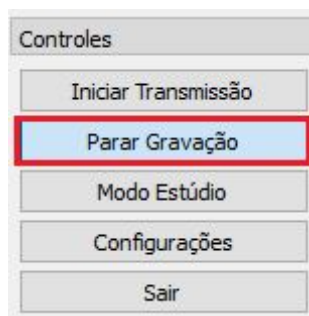 Controles
Iniciar Transmissão
Parar Gravação
Modo Estúdio
Configurações
Sair